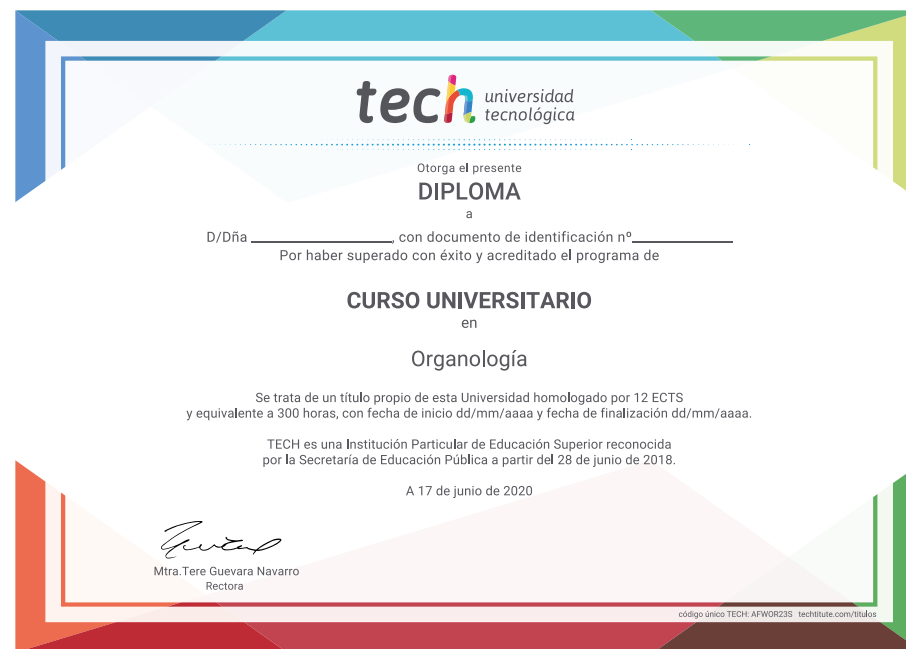 tech universidad
tecnológica
Otorga el presente
DIPLOMA
a
D/Dña ____________________, con documento de identificación nº______________
Por haber superado con éxito y acreditado el programa de
CURSO UNIVERSITARIO
en
Organología
Se trata de un título propio de esta Universidad homologado por 12 ECTS
y equivalente a 300 horas, con fecha de inicio dd/mm/aaaa y fecha de finalización dd/mm/aaaa.
TECH es una Institución Particular de Educación Superior reconocida
por la Secretaría de Educación Pública a partir del 28 de junio de 2018.
A 17 de junio de 2020
Mtra.Tere Guevara Navarro
Rectora
código único TECH: AFWOR23S techtitute.com/titulos